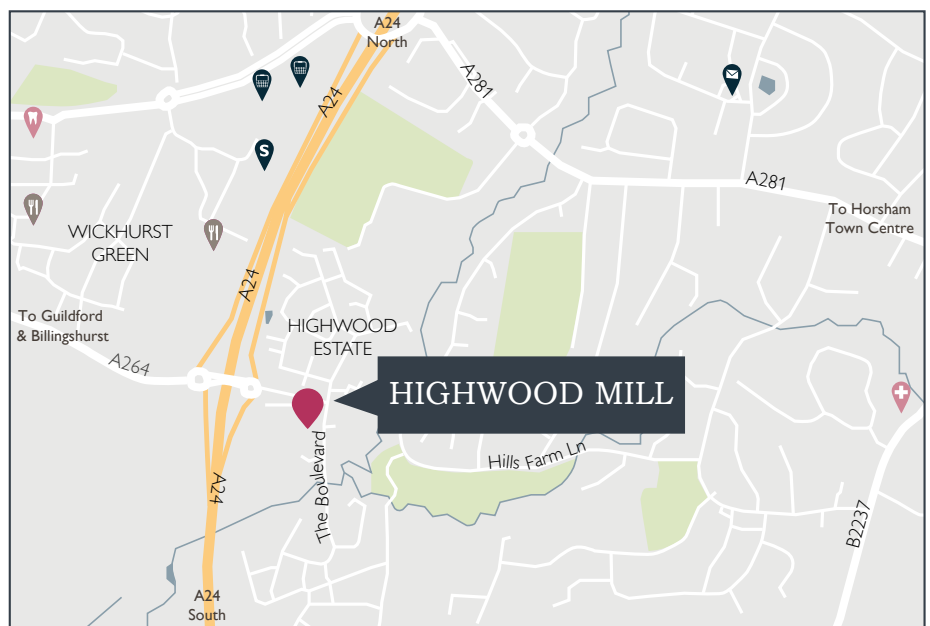 A24
North
A281
A24
S
A281
To Horsham
Town Centre
WICKHURST
GREEN
A24
To Guildford
& Billingshurst
HIGHWOOD
ESTATE
A264
HIGHWOOD MILL
Hills Farm Ln
The Boulevard
A24
B2237
A24
South